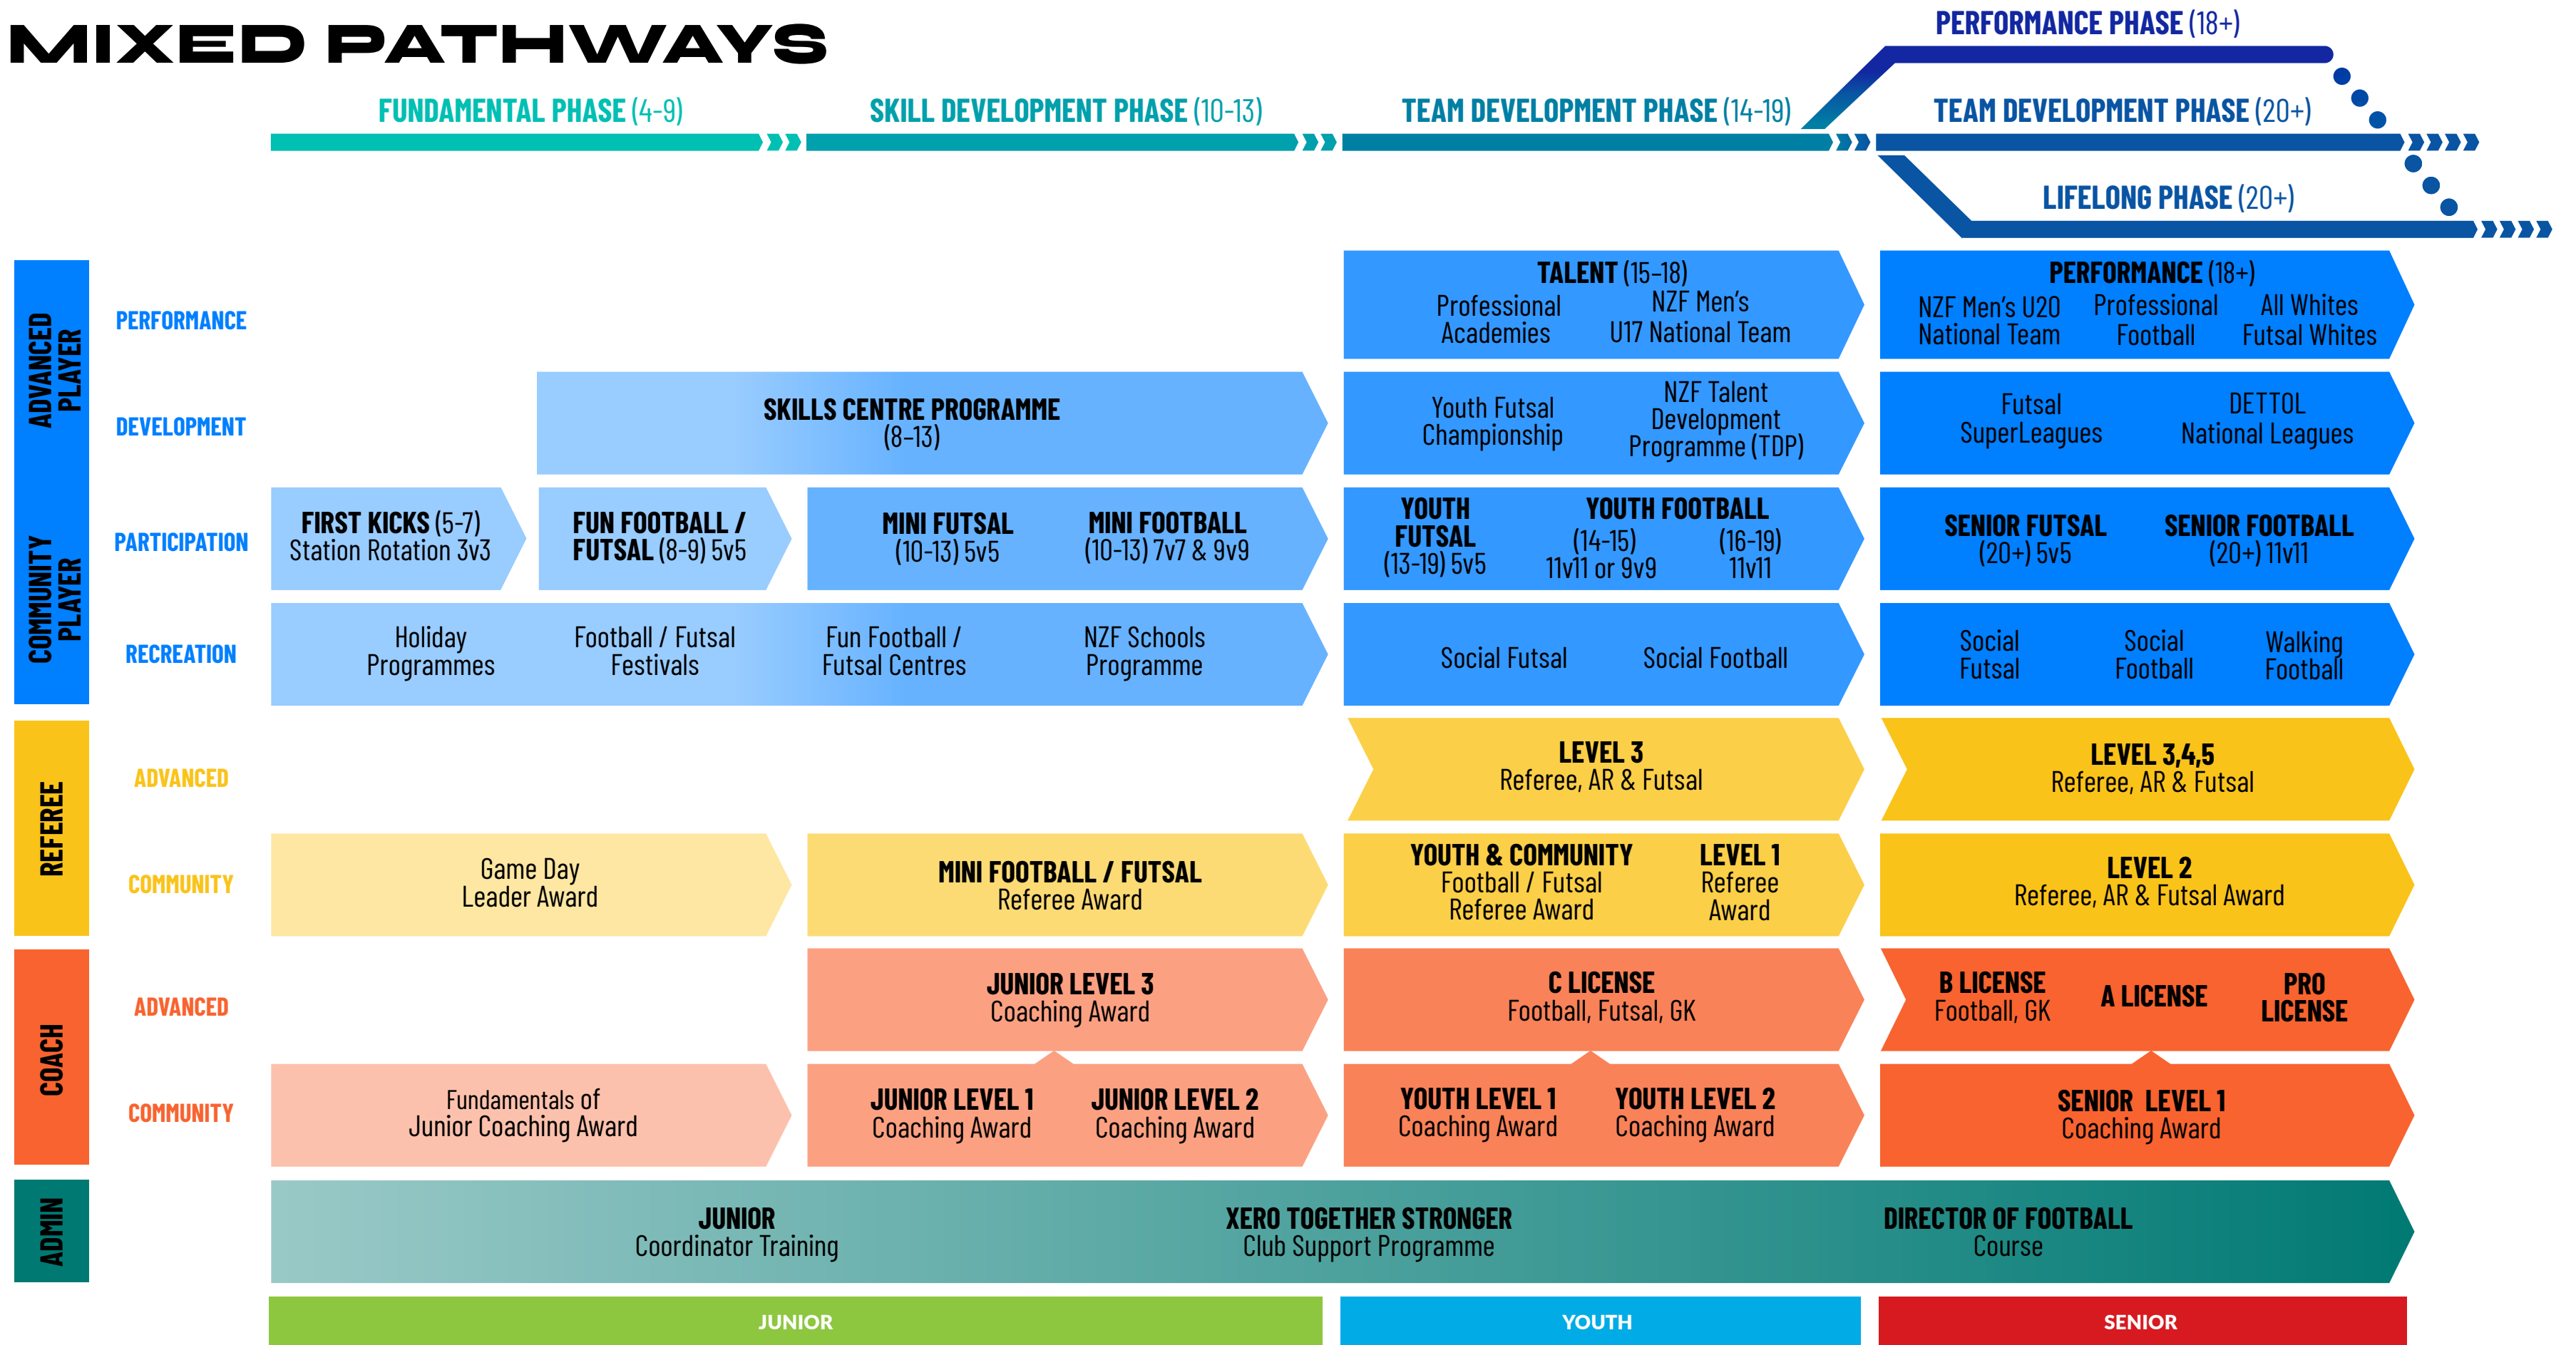 MIXED PATHWAYS
PERFORMANCE PHASE (18+)
FUNDAMENTAL PHASE (4-9)
SKILL DEVELOPMENT PHASE (10-13)
TEAM DEVELOPMENT PHASE (14-19)
TEAM DEVELOPMENT PHASE (20+)
LIFELONG PHASE (20+)
ADVANCED
PLAYER
PERFORMANCE
TALENT (15-18)
Professional
Academies
NZF Men's
U17 National Team
PERFORMANCE (18+)
NZF Men's U20
National Team
Professional
Football
All Whites
Futsal Whites
DEVELOPMENT
SKILLS CENTRE PROGRAMME
(8-13)
Youth Futsal
Championship
NZF Talent
Development
Programme (TDP)
Futsal
SuperLeagues
DETTOL
National Leagues
COMMUNITY
PLAYER
PARTICIPATION
FIRST KICKS (5-7)
Station Rotation 3v3
FUN FOOTBALL /
FUTSAL (8-9) 5v5
MINI FUTSAL
(10-13) 5v5
MINI FOOTBALL
(10-13) 7v7 & 9v9
YOUTH
FUTSAL
(13-19) 5v5
YOUTH FOOTBALL
(14-15)
11v11 or 9v9
(16-19)
11v11
SENIOR FUTSAL
(20+) 5v5
SENIOR FOOTBALL
(20+) 11v11
RECREATION
Holiday
Programmes
Football / Futsal
Festivals
Fun Football /
Futsal Centres
NZF Schools
Programme
Social Futsal
Social Football
Social
Futsal
Social
Football
Walking
Football
REFEREE
ADVANCED
LEVEL 3
Referee, AR & Futsal
LEVEL 3,4,5
Referee, AR & Futsal
COMMUNITY
Game Day
Leader Award
MINI FOOTBALL / FUTSAL
Referee Award
YOUTH & COMMUNITY
Football / Futsal
Referee Award
LEVEL 1
Referee
Award
LEVEL 2
Referee, AR & Futsal Award
COACH
ADVANCED
JUNIOR LEVEL 3
Coaching Award
C LICENSE
Football, Futsal, GK
B LICENSE
Football, GK
A LICENSE
PRO
LICENSE
COMMUNITY
Fundamentals of
Junior Coaching Award
JUNIOR LEVEL 1
Coaching Award
JUNIOR LEVEL 2
Coaching Award
YOUTH LEVEL 1
Coaching Award
YOUTH LEVEL 2
Coaching Award
SENIOR LEVEL 1
Coaching Award
ADMIN
JUNIOR
Coordinator Training
XERO TOGETHER STRONGER
Club Support Programme
DIRECTOR OF FOOTBALL
Course
JUNIOR
YOUTH
SENIOR